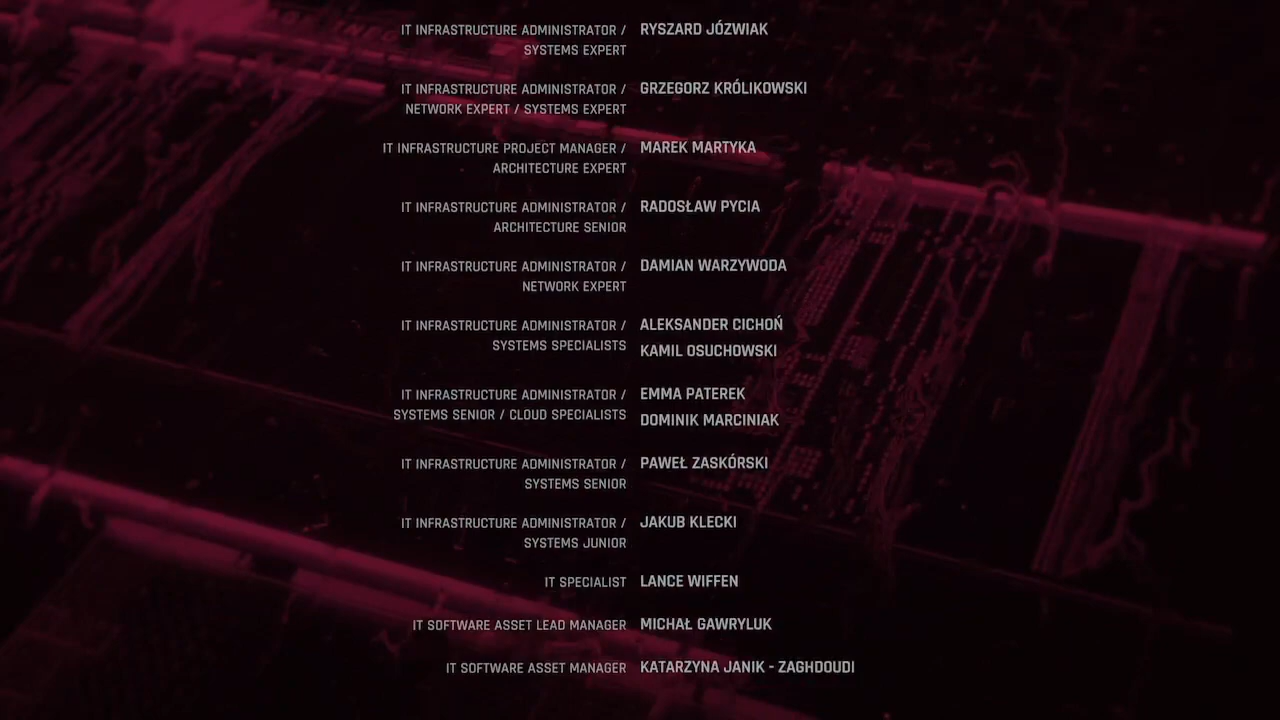 IT INFRASTRUCTURE ADMINISTRATOR / RYSZARD JÓZWIAK
SYSTEMS EXPERT
IT INFRASTRUCTURE ADMINISTRATOR / GRZEGORZ KRÓLIKOWSKI
NETWORK EXPERT / SYSTEMS EXPERT
IT INFRASTRUCTURE PROJECT MANAGER / MAREK MARTYKA
ARCHITECTURE EXPERT
IT INFRASTRUCTURE ADMINISTRATOR / RADOSŁAW PYCIA
ARCHITECTURE SENIOR
IT INFRASTRUCTURE ADMINISTRATOR / DAMIAN WARZYWODA
NETWORK EXPERT
IT INFRASTRUCTURE ADMINISTRATOR / ALEKSANDER CICHOŃ
SYSTEMS SPECIALISTS KAMIL OSUCHOWSKI
IT INFRASTRUCTURE ADMINISTRATOR / EMMA PATEREK
SYSTEMS SENIOR / CLOUD SPECIALISTS DOMINIK MARCINIAK
IT INFRASTRUCTURE ADMINISTRATOR / PAWEŁ ZASKÓRSKI
SYSTEMS SENIOR
IT INFRASTRUCTURE ADMINISTRATOR / JAKUB KLECKI
SYSTEMS JUNIOR
IT SPECIALIST LANCE WIFFEN
IT SOFTWARE ASSET LEAD MANAGER MICHAŁ GAWRYLUK
IT SOFTWARE ASSET MANAGER KATARZYNA JANIK - ZAGHDOUDI